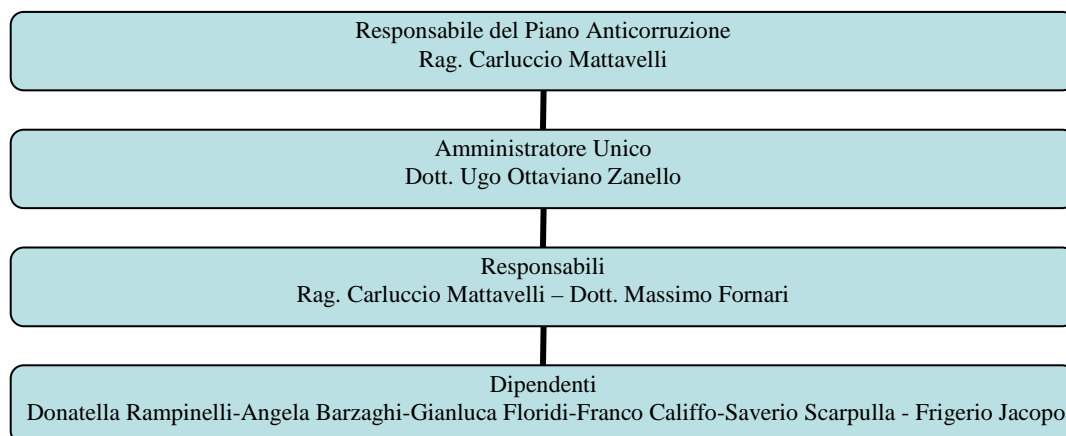 Responsabile del Piano Anticorruzione
Rag. Carluccio Mattavelli
Amministratore Unico
Dott. Ugo Ottaviano Zanello
Responsabili
Rag. Carluccio Mattavelli – Dott. Massimo Fornari
Dipendenti
Donatella Rampinelli-Angela Barzaghi-Gianluca Floridi-Franco Califfo-Saverio Scarpulla - Frigerio Jacopo